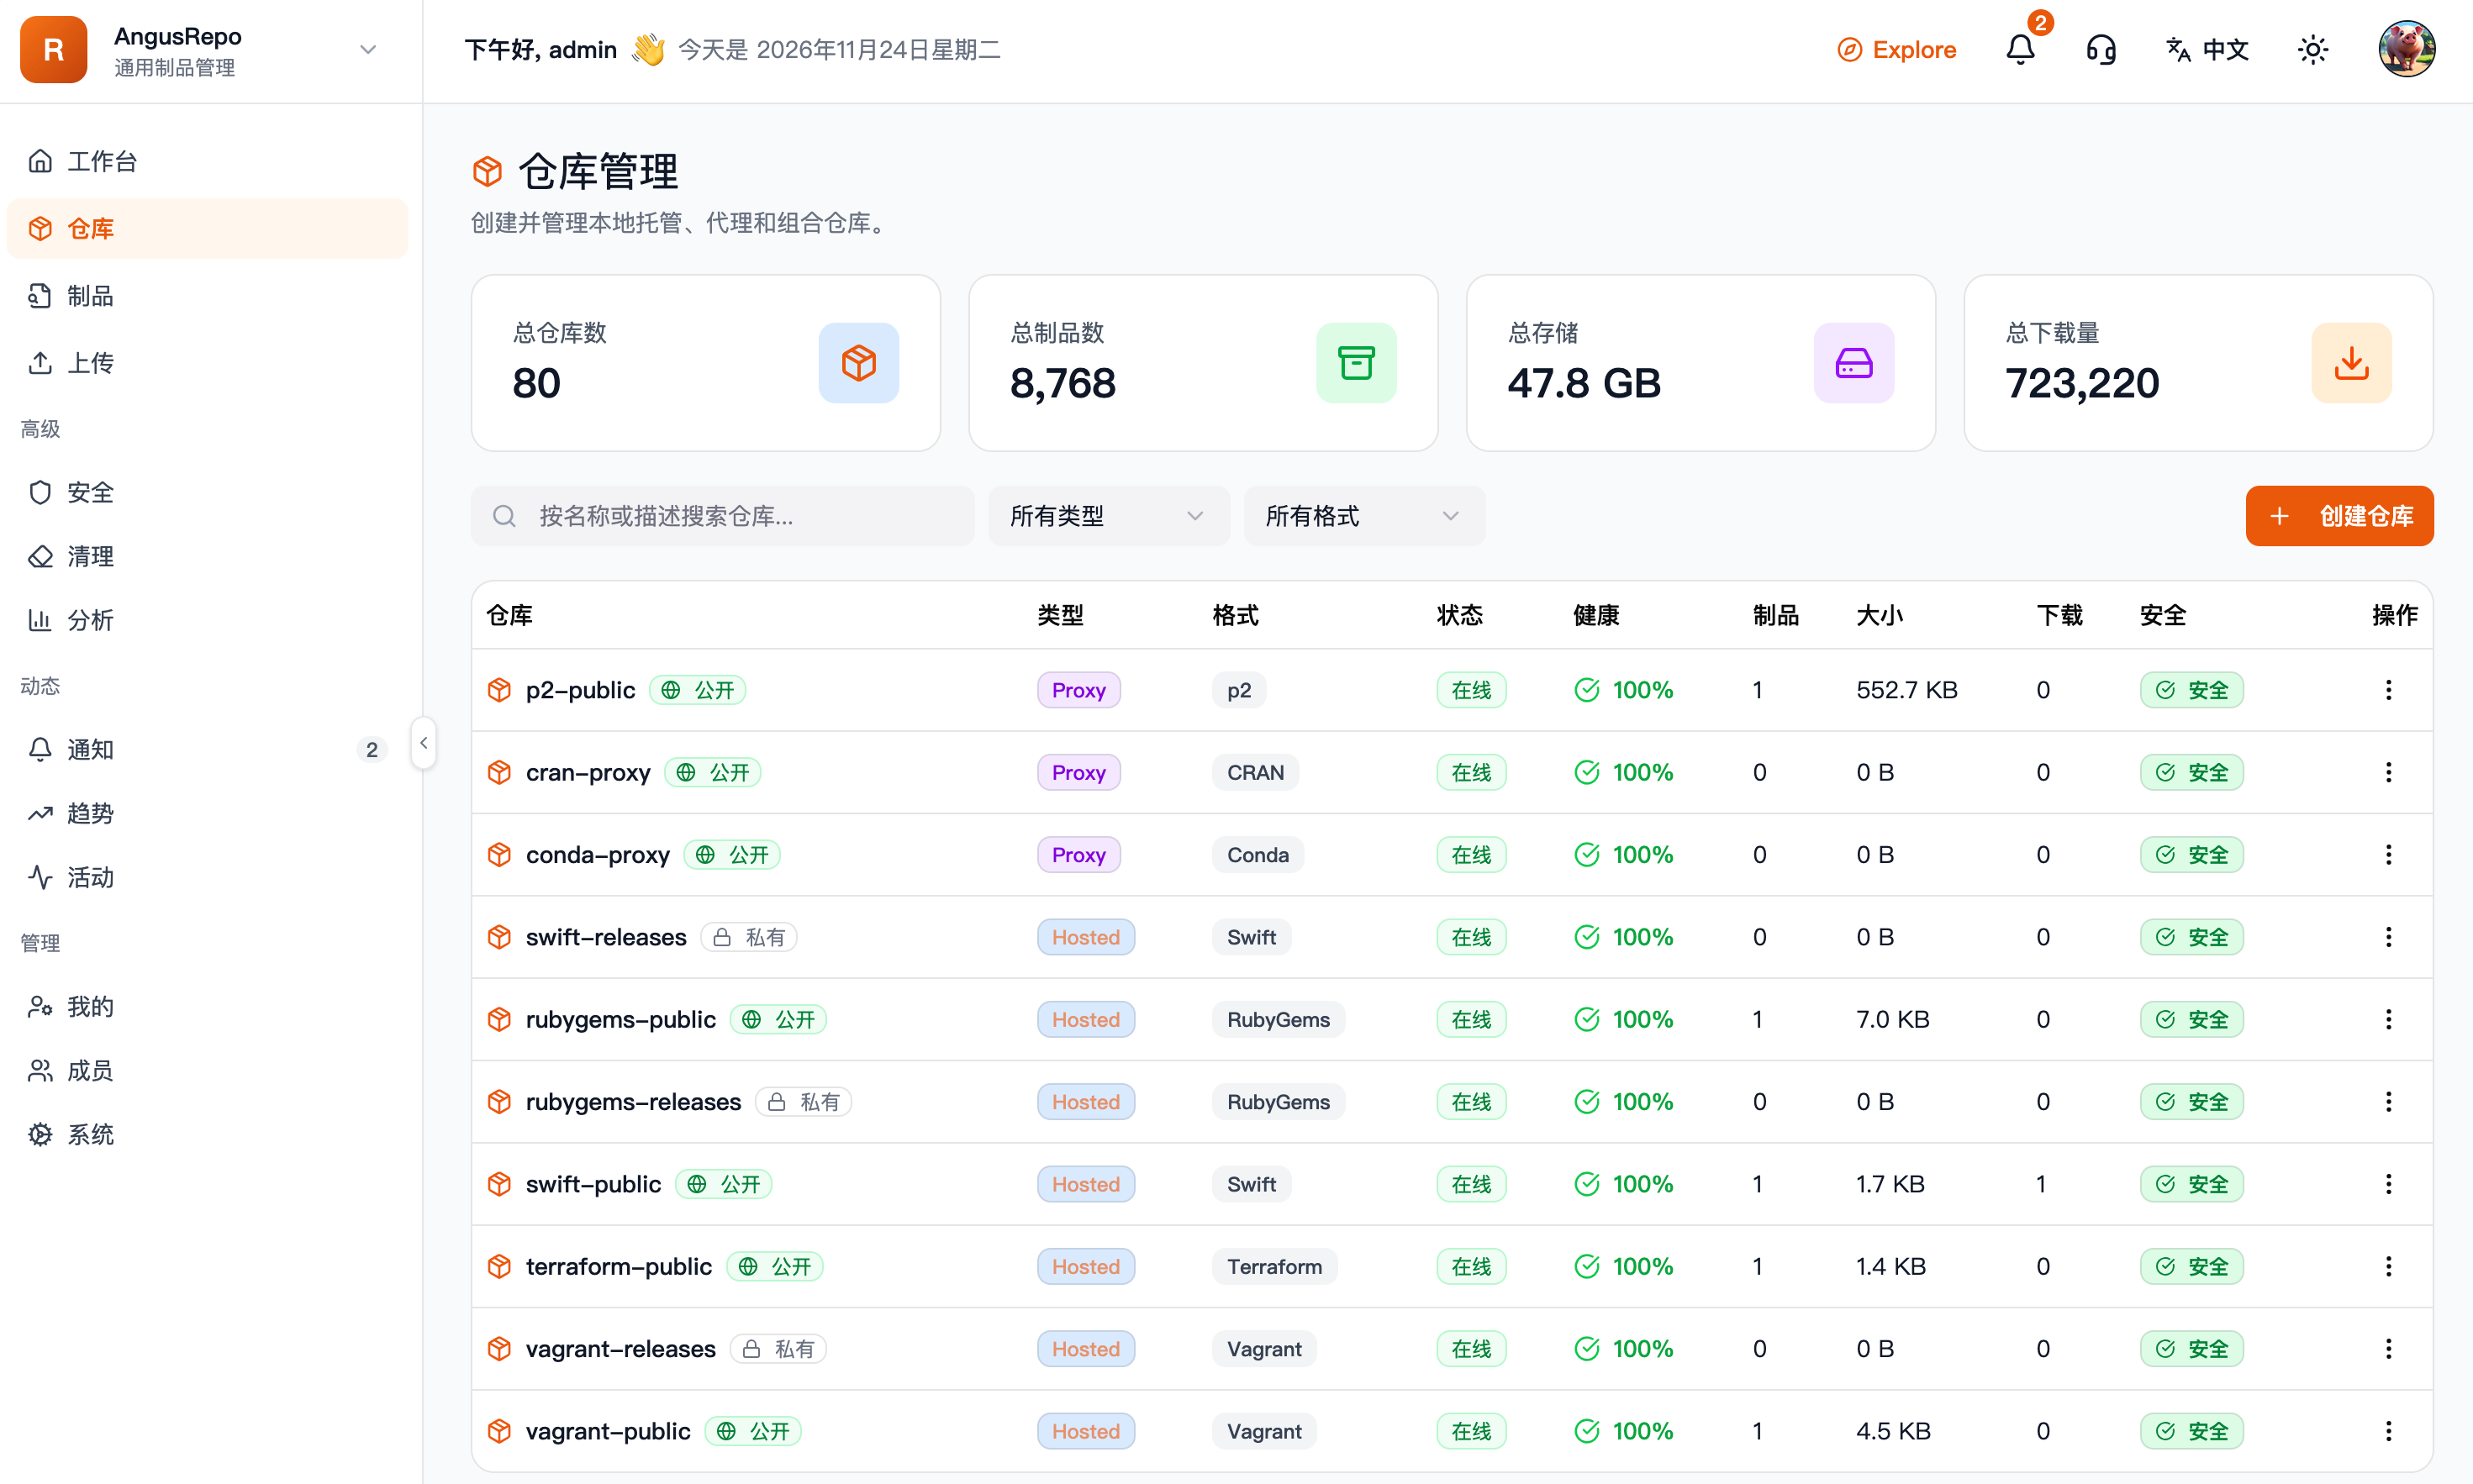 R
AngusRepo
通用制品管理
下午好, admin 👋 今天是 2026年11月24日星期二
Explore
2
中文
工作台
仓库
制品
上传
高级
安全
清理
分析
动态
通知 2
趋势
活动
管理
我的
成员
系统
仓库管理
创建并管理本地托管、代理和组合仓库。
总仓库数
80
总制品数
8,768
总存储
47.8 GB
总下载量
723,220
按名称或描述搜索仓库...
所有类型
所有格式
+ 创建仓库
仓库 类型 格式 状态 健康 制品 大小 下载 安全 操作
p2-public 公开 Proxy p2 在线 100% 1 552.7 KB 0 安全
cran-proxy 公开 Proxy CRAN 在线 100% 0 0 B 0 安全
conda-proxy 公开 Proxy Conda 在线 100% 0 0 B 0 安全
swift-releases 私有 Hosted Swift 在线 100% 0 0 B 0 安全
rubygems-public 公开 Hosted RubyGems 在线 100% 1 7.0 KB 0 安全
rubygems-releases 私有 Hosted RubyGems 在线 100% 0 0 B 0 安全
swift-public 公开 Hosted Swift 在线 100% 1 1.7 KB 1 安全
terraform-public 公开 Hosted Terraform 在线 100% 1 1.4 KB 0 安全
vagrant-releases 私有 Hosted Vagrant 在线 100% 0 0 B 0 安全
vagrant-public 公开 Hosted Vagrant 在线 100% 1 4.5 KB 0 安全